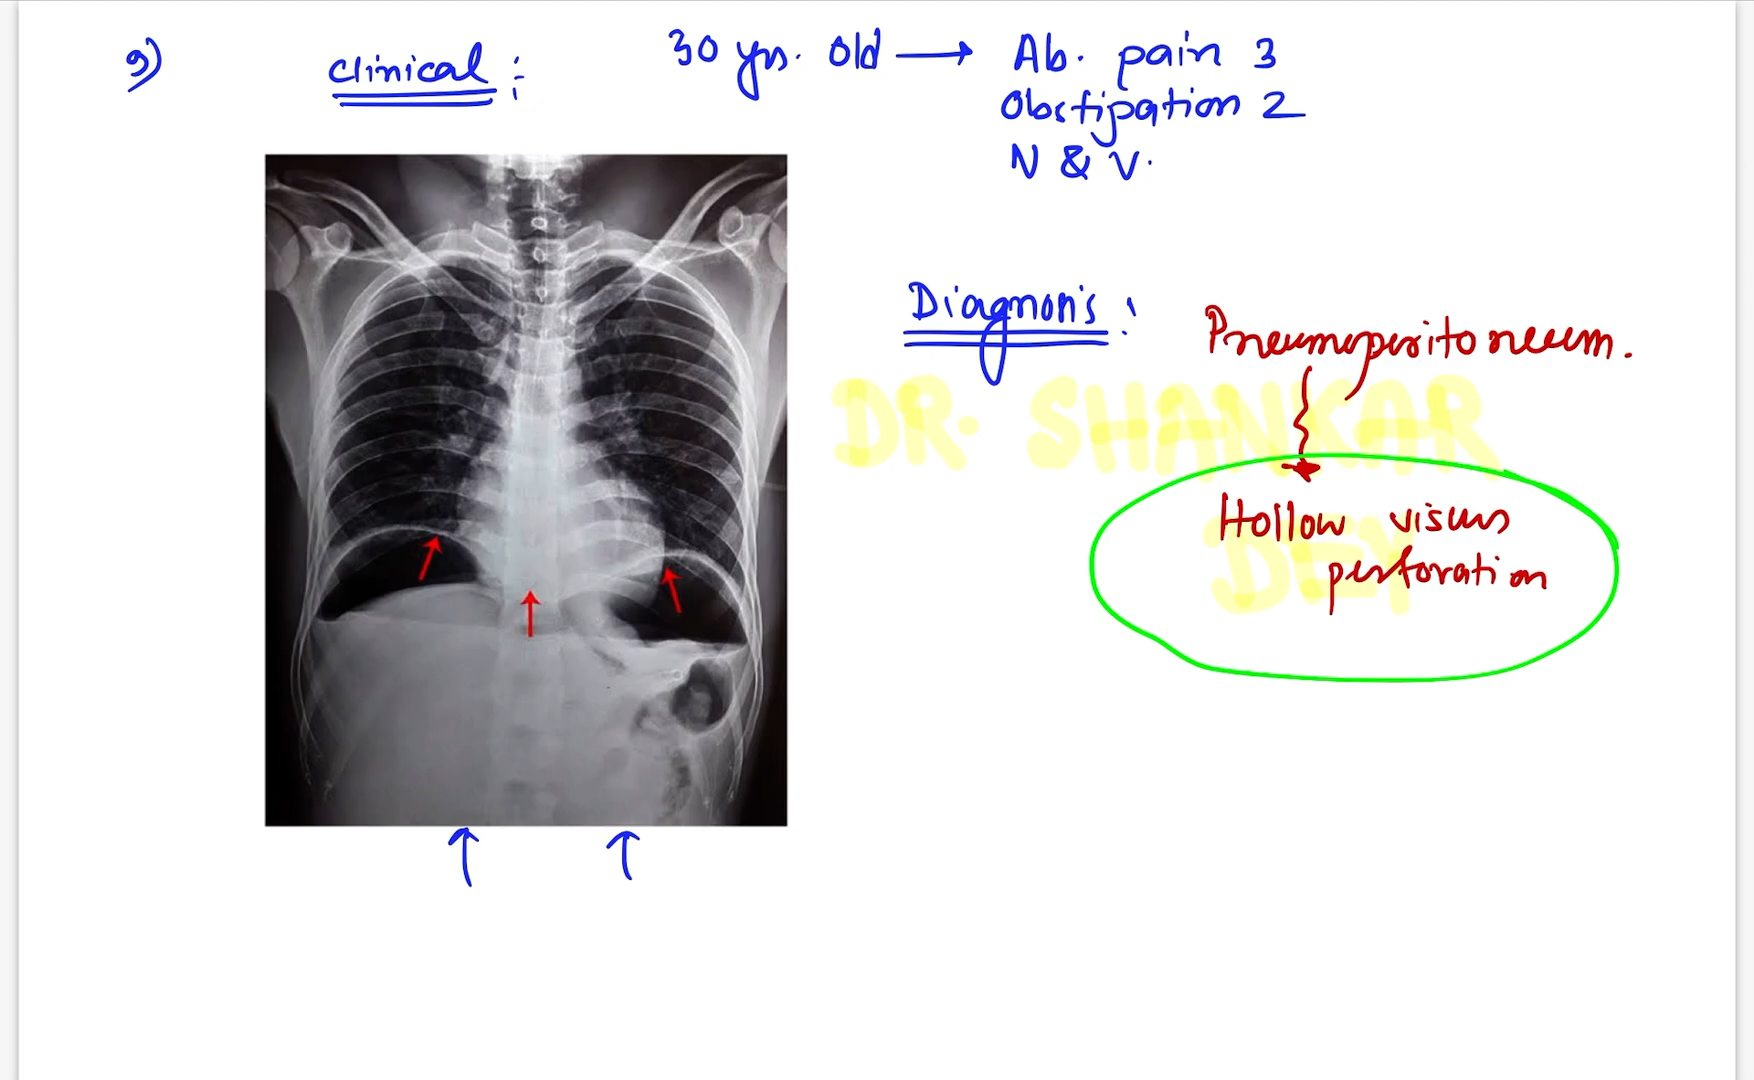 9)
Clinical :
30 yrs. Old → Ab. pain 3
Obstipation 2
N & V.
Diagnosis :
Pneumoperitoneum.
DR. SHANKAR
DEY
Hollow viscus
perforation